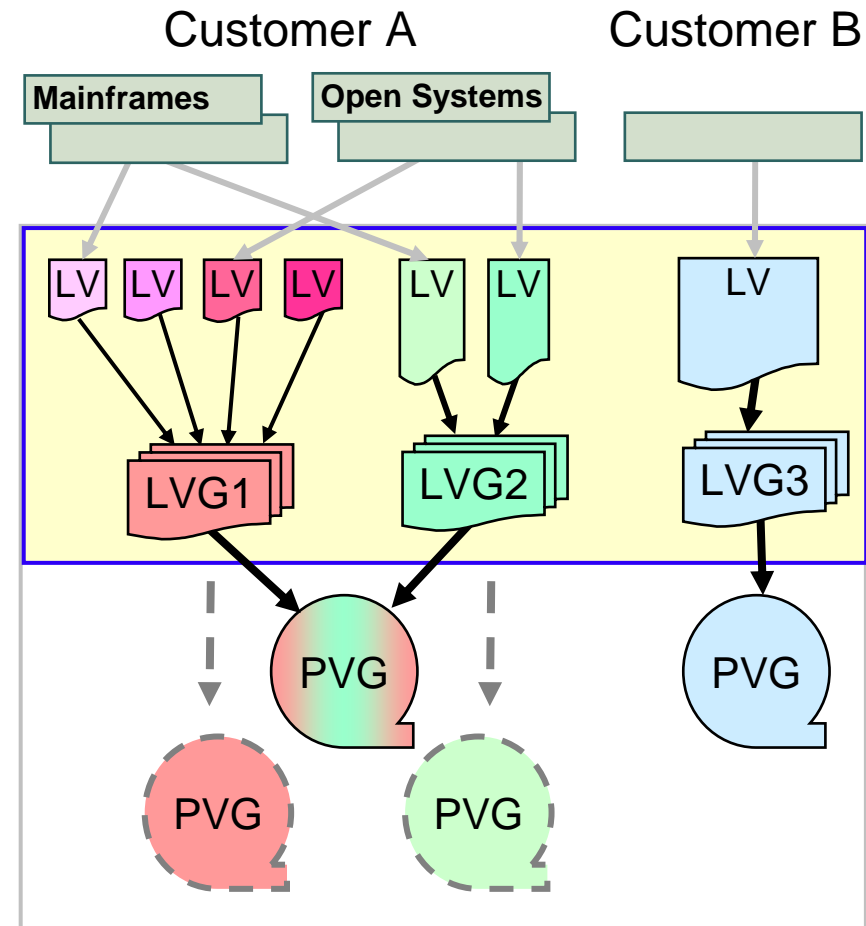 Customer A Customer B
Mainframes Open Systems
LV LV LV LV LV LV LV
LVG1 LVG2 LVG3
PVG PVG
PVG PVG